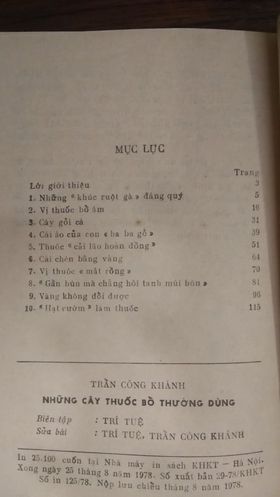 MỤC LỤC
Trang
Lời giới thiệu 3
1. Những « khúc ruột gà » đáng quý 5
2. Vị thuốc bồ âm 16
3. Cây gối cá 31
4. Cái áo của con « ba ba gỗ » 39
5. Thuốc « cải lão hoàn đồng » 51
6. Cái chén bằng vàng 64
7. Vị thuốc « mắt rồng » 70
8. « Gần bùn mà chẳng hôi tanh mùi bùn » 81
9. Vàng không đổi được 96
10. « Hạt cườm » làm thuốc 115
TRẦN CÔNG KHÁNH
NHỮNG CÂY THUỐC BỔ THƯỜNG DÙNG
Biên tập : TRÍ TUỆ
Sửa bài : TRÍ TUỆ, TRẦN CÔNG KHÁNH
In 25.100 cuốn tại Nhà máy in sách KHKT — Hà Nội.
Xong ngày 25 tháng 8 năm 1978. Số xuất bản 29-78/KHKT
Số in 125/78. Nộp lưu chiểu tháng 8 năm 1978.